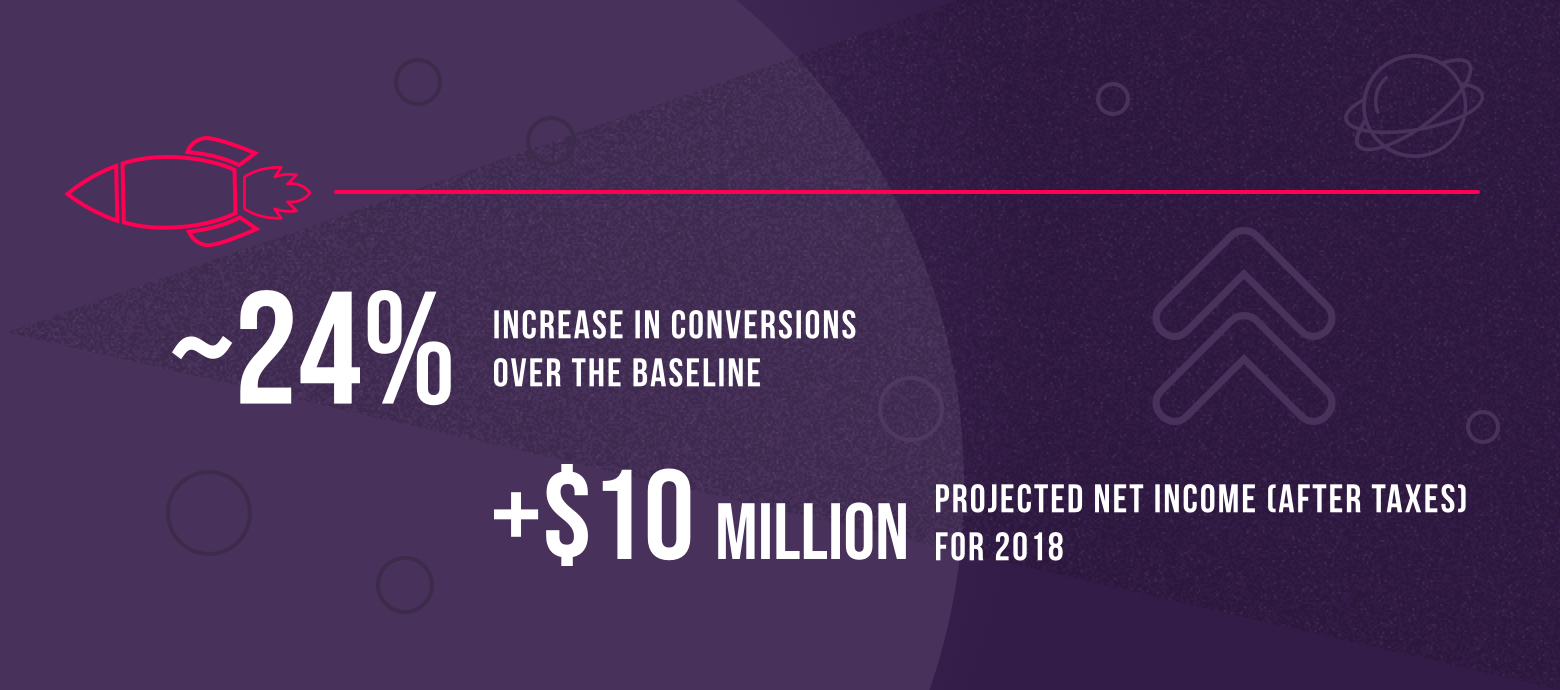 ~24%
INCREASE IN CONVERSIONS
OVER THE BASELINE
+$10 MILLION
PROJECTED NET INCOME (AFTER TAXES)
FOR 2018